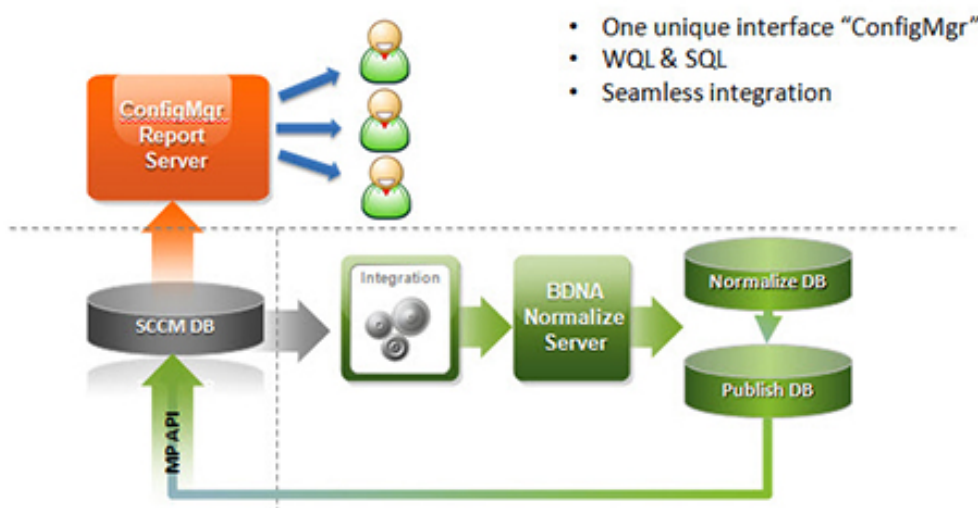 • One unique interface “ConfigMgr”
• WQL & SQL
• Seamless integration
ConfigMgr
Report
Server
SCCM DB
Integration
BDNA
Normalize
Server
Normalize DB
Publish DB
MP API